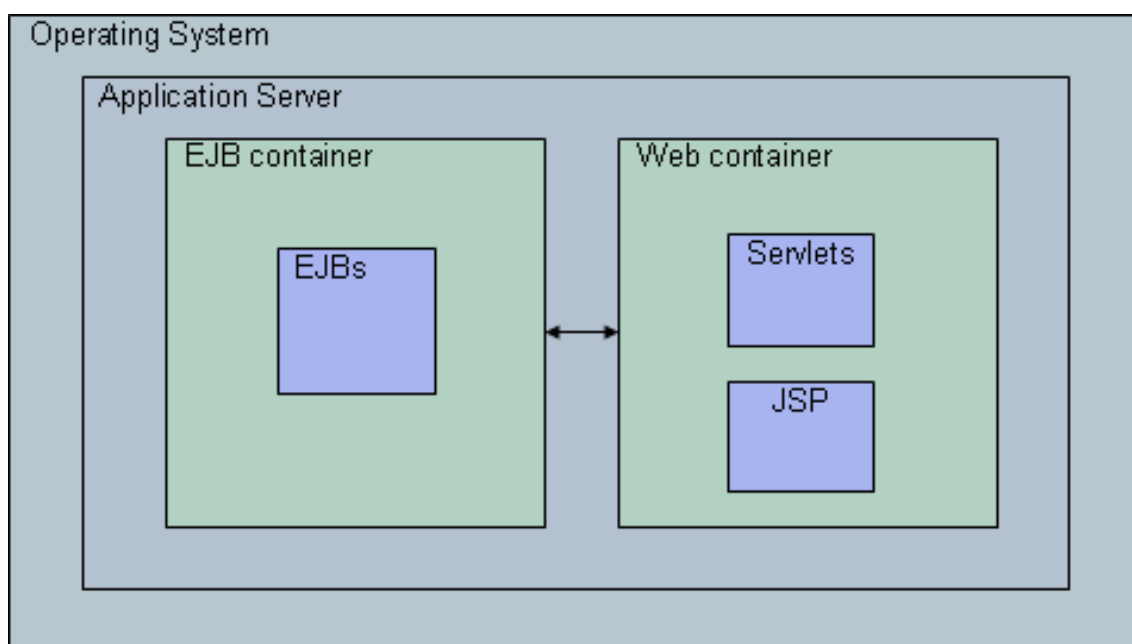 Operating System
Application Server
EJB container
Web container
EJBs
Servlets
JSP